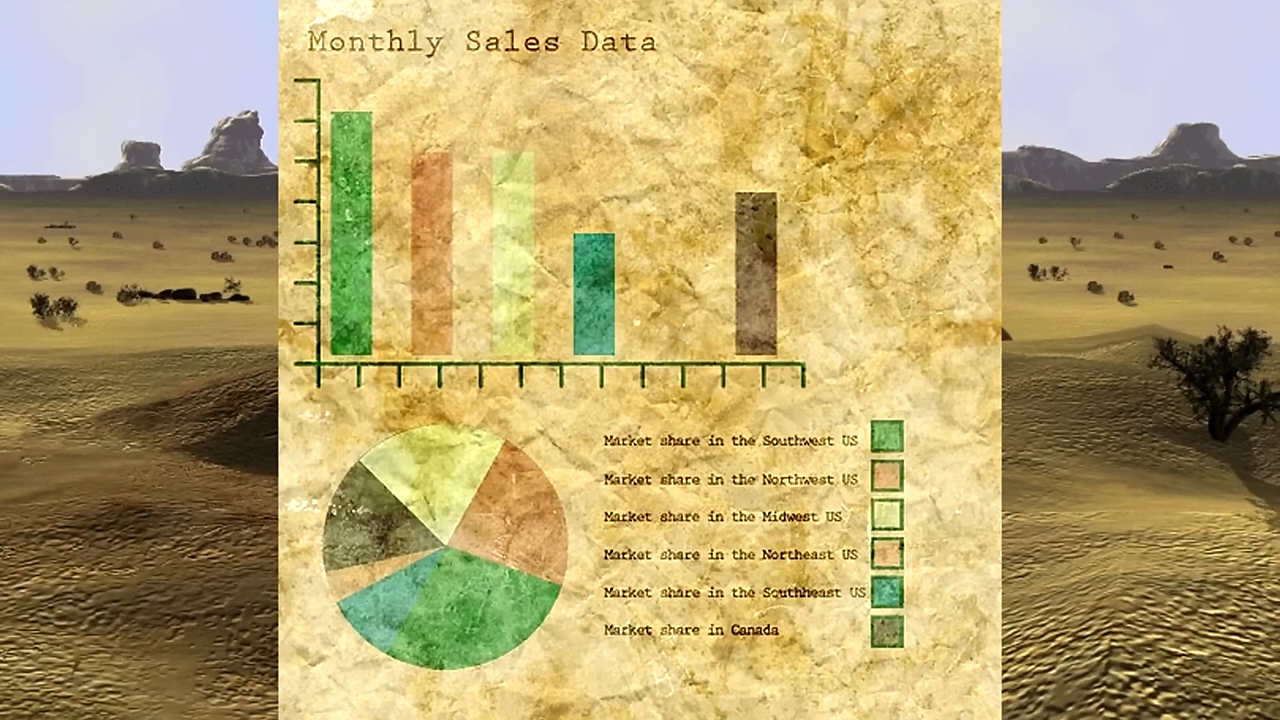 Monthly Sales Data
Market share in the Southwest US
Market share in the Northwest US
Market share in the Midwest US
Market share in the Northeast US
Market share in the Southheast US
Market share in Canada